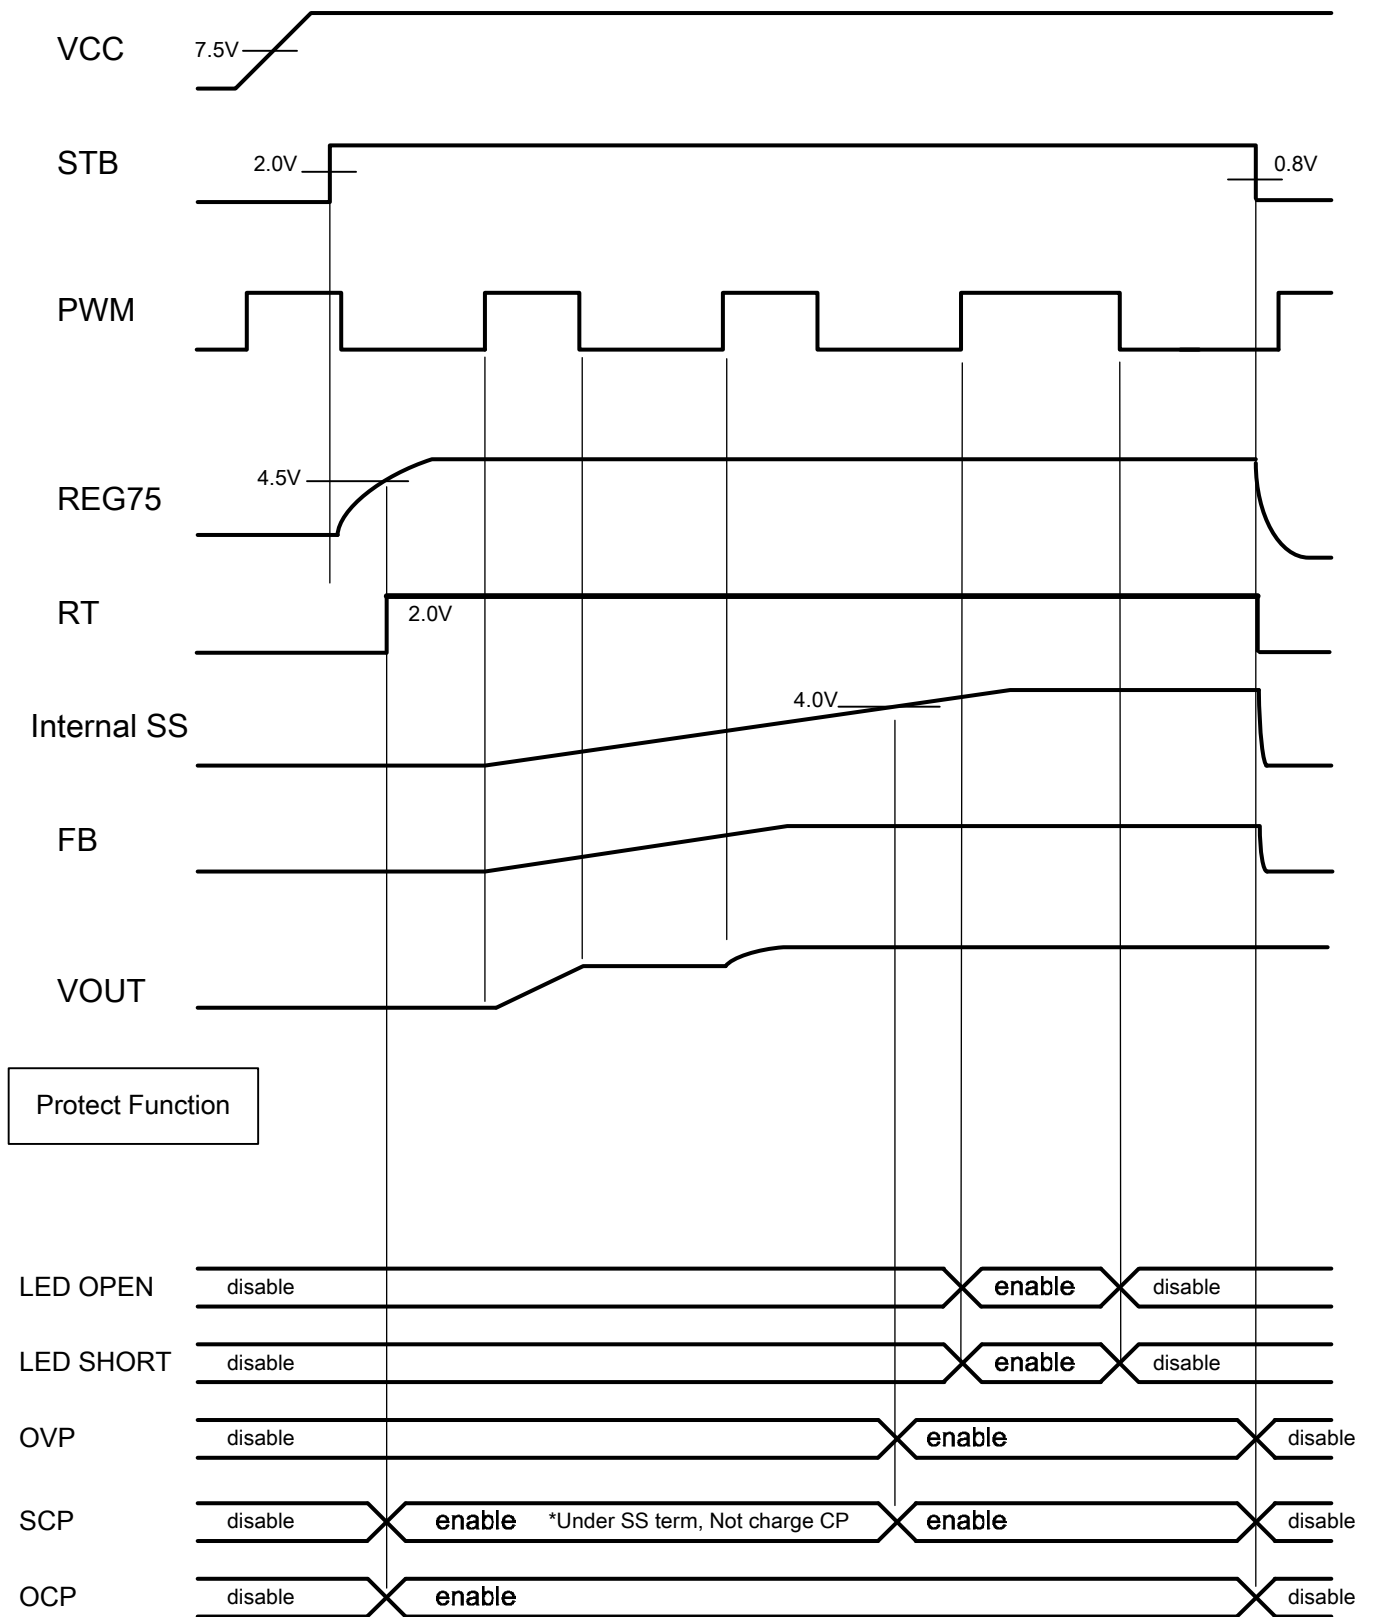 VCC 7.5V
STB 2.0V 0.8V
PWM
REG75 4.5V
RT 2.0V
Internal SS 4.0V
FB
VOUT
Protect Function
LED OPEN disable enable disable
LED SHORT disable enable disable
OVP disable enable disable
SCP disable enable *Under SS term, Not charge CP enable disable
OCP disable enable disable